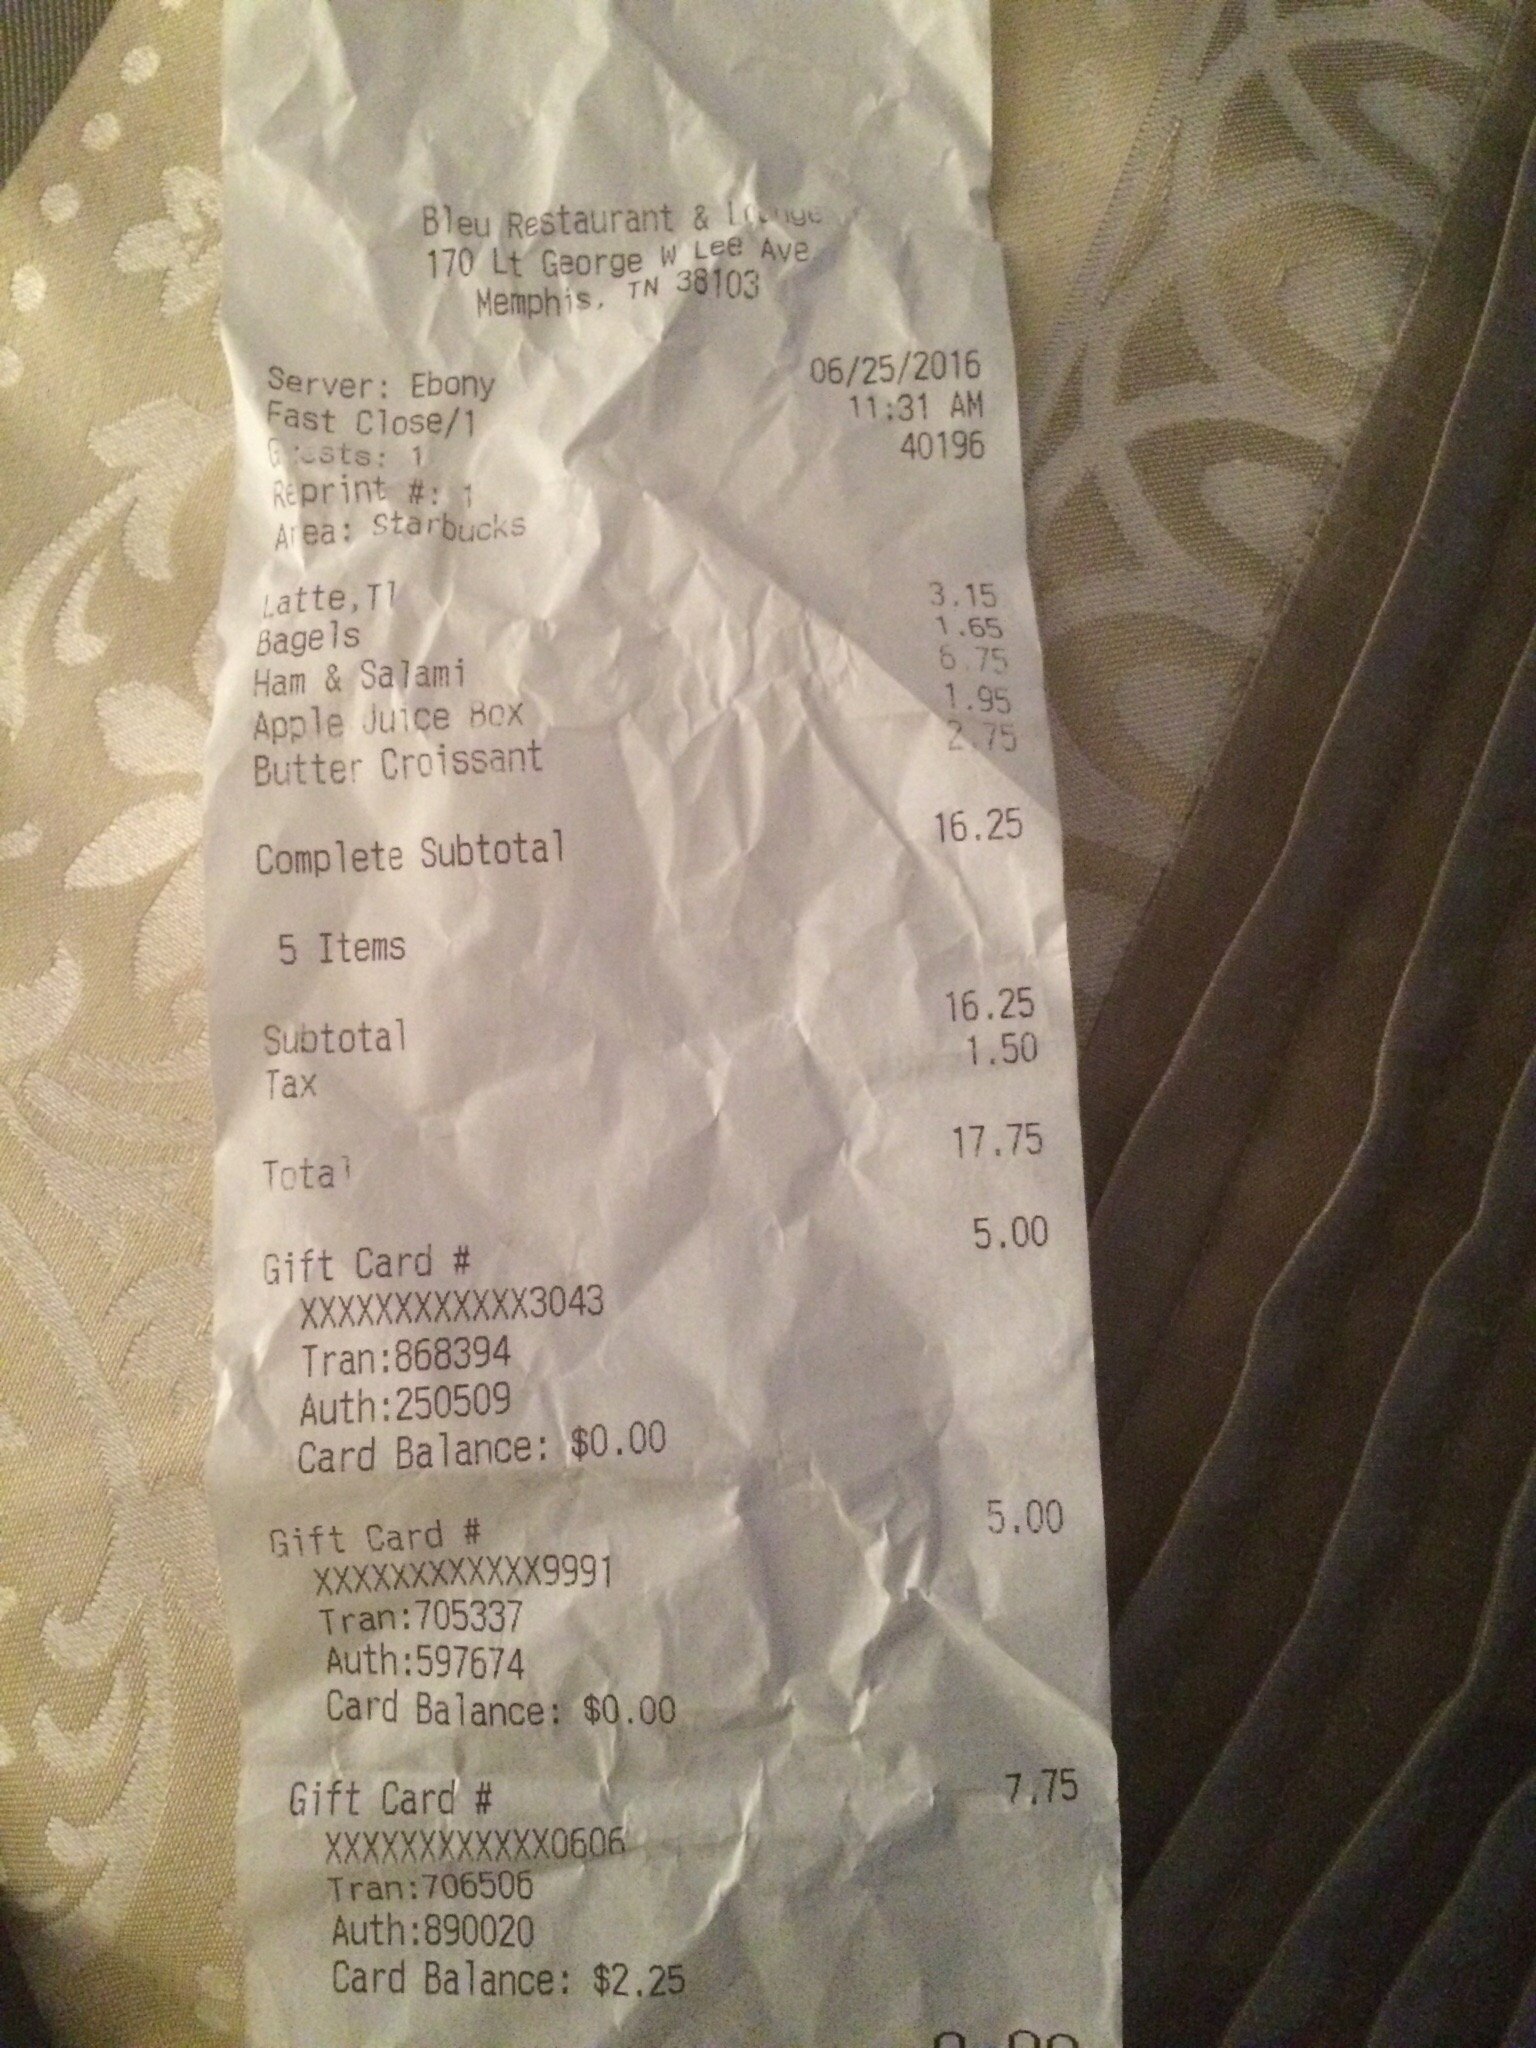 Bleu Restaurant & Lounge
170 Lt George W Lee Ave
Memphis, TN 38103
Server: Ebony 06/25/2016
Fast Close/1 11:31 AM
Guests: 1 40196
Reprint #: 1
Area: Starbucks
Latte,Tl 3.15
Bagels 1.65
Ham & Salami 6.75
Apple Juice Box 1.95
Butter Croissant 2.75
Complete Subtotal 16.25
5 Items
Subtotal 16.25
Tax 1.50
Total 17.75
Gift Card # 5.00
XXXXXXXXXXXX3043
Tran:868394
Auth:250509
Card Balance: $0.00
Gift Card # 5.00
XXXXXXXXXXXX9991
Tran:705337
Auth:597674
Card Balance: $0.00
Gift Card # 7.75
XXXXXXXXXXXX0606
Tran:706506
Auth:890020
Card Balance: $2.25